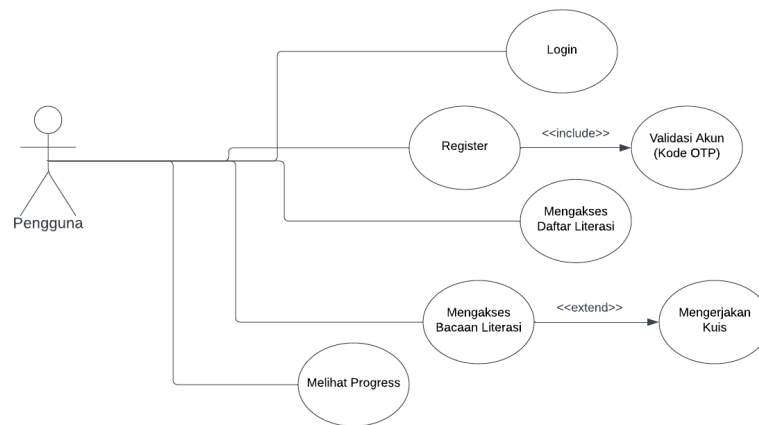 Login
Register
<<include>>
Validasi Akun
(Kode OTP)
Pengguna
Mengakses
Daftar Literasi
Mengakses
Bacaan Literasi
<<extend>>
Mengerjakan
Kuis
Melihat Progress